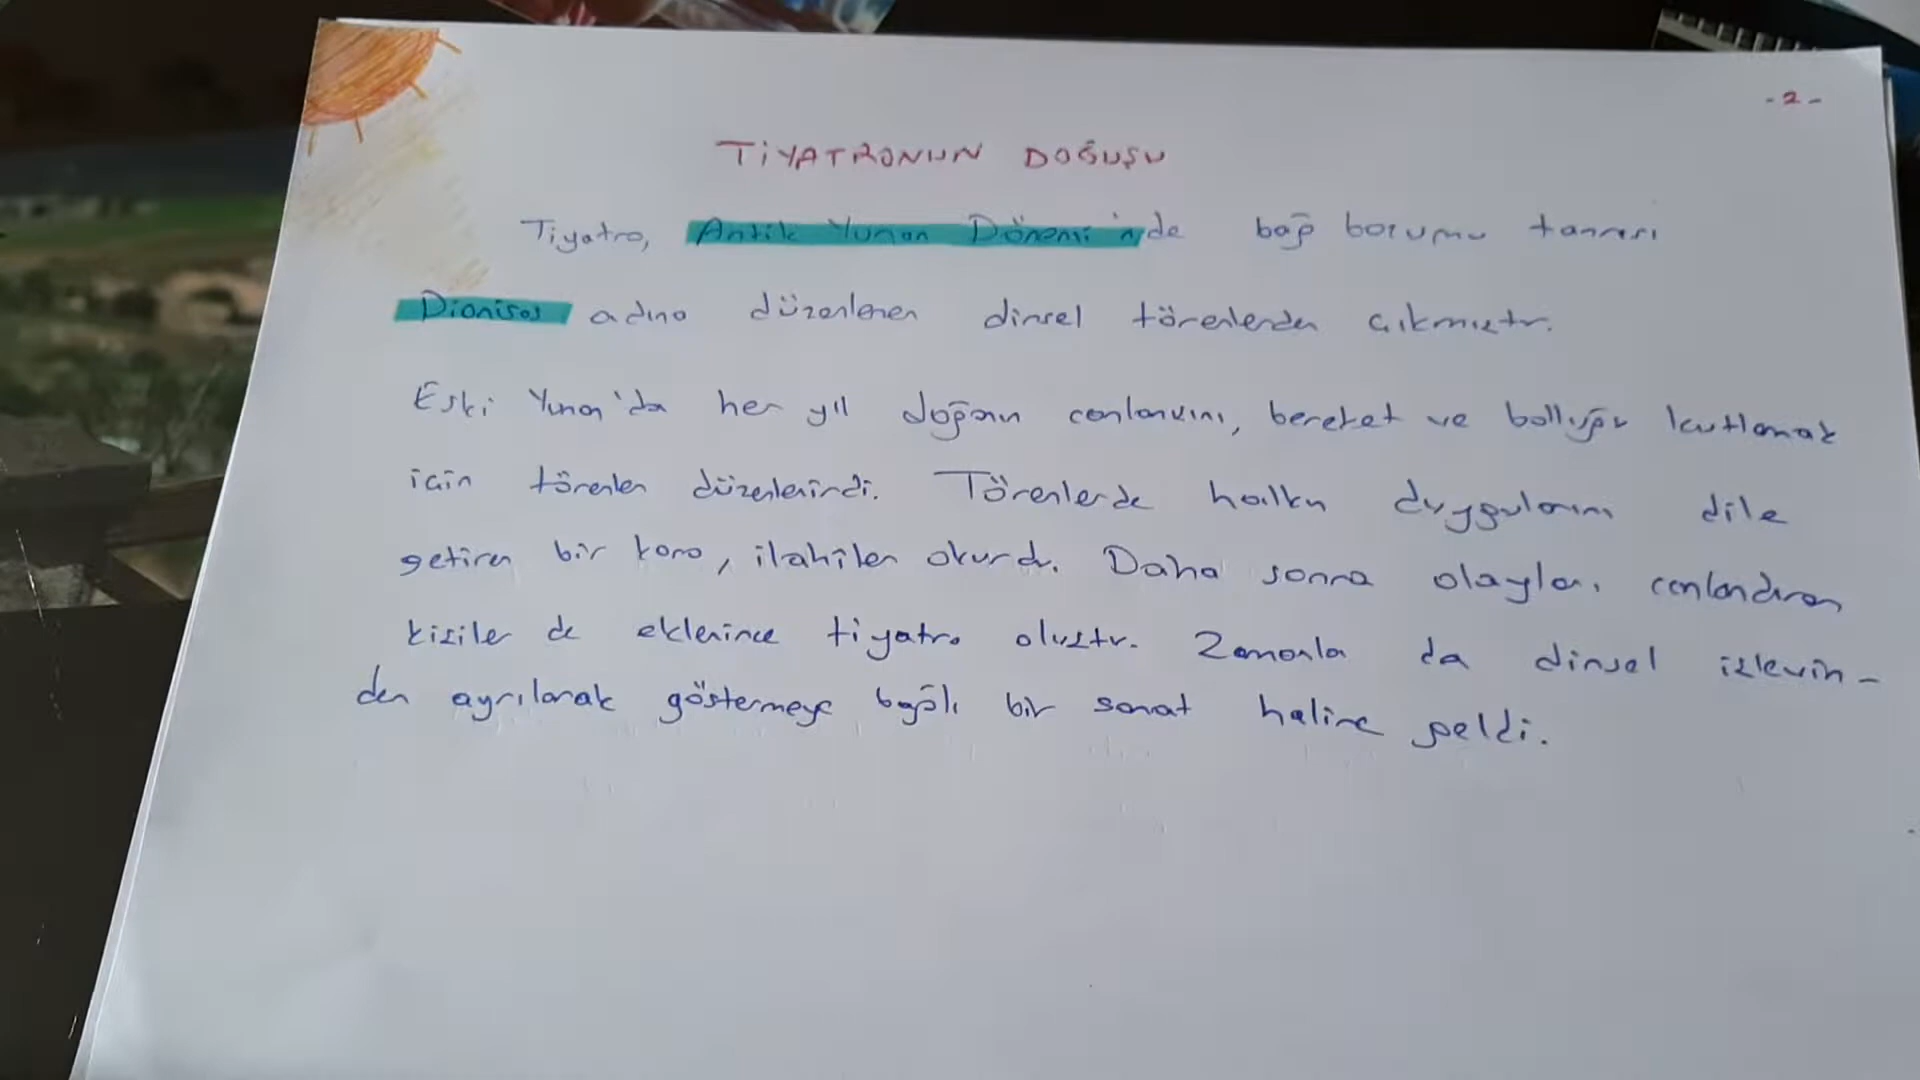 -2-
TİYATRONUN DOĞUŞU
Tiyatro, Antik Yunan Dönemi'nde bağ bozumu tanrısı
Dionisos adına düzenlenen dinsel törenlerden çıkmıştır.
Eski Yunan'da her yıl doğanın canlanışını, bereket ve bolluğu kutlamak
için törenler düzenlenirdi. Törenlerde halkın duygularını dile
getiren bir koro, ilahiler okurdu. Daha sonra olayları canlandıran
kişiler de eklenince tiyatro oluştu. Zamanla da dinsel işlevin-
den ayrılarak göstermeye bağlı bir sanat haline geldi.